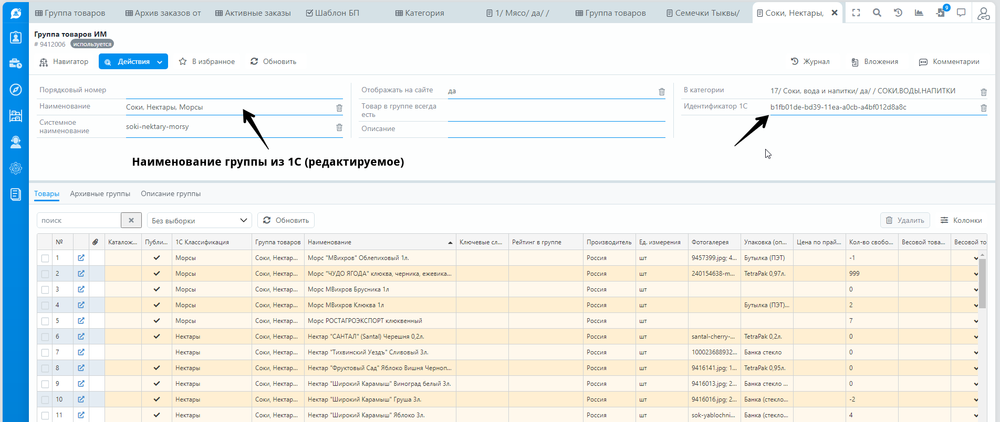 Группа товаров
Архив заказов от
Активные заказы
Шаблон БП
Категория
1/ Мясо/ да/ /
Группа товаров
Семечки Тыквы/
Соки, Нектары,
9
Группа товаров ИМ
# 9412006 используется
Навигатор
Действия
В избранное
Обновить
Журнал
Вложения
Комментарии
Порядковый номер
Наименование Соки, Нектары, Морсы
Системное наименование soki-nektary-morsy
Отображать на сайте да
Товар в группе всегда есть
Описание
В категории 17/ Соки, вода и напитки/ да/ / СОКИ,ВОДЫ,НАПИТКИ
Идентификатор 1С b1fb01de-bd39-11ea-a0cb-a4bf012d8a8c
Наименование группы из 1С (редактируемое)
Товары Архивные группы Описание группы
поиск
Без выборки
Обновить
Удалить
Колонки
№ Каталож... Публи... 1С Классификация Группа товаров Наименование Ключевые сл... Рейтинг в группе Производитель Ед. измерения Фотогалерея Упаковка (оп... Цена по прай... Кол-во свобо... Весовой това... Весовой то
1 Морсы Соки, Нектар... Морс "МВихров" Облепиховый 1л. Россия шт 9457399.jpg; 4... Бутылка (ПЭТ) -1
2 Морсы Соки, Нектар... Морс "ЧУДО ЯГОДА" клюква, черника, ежевика... Россия шт 240154638-m... TetraPak 0,97л. 999
3 Морсы Соки, Нектар... Морс МВихров Брусника 1л Россия шт 0
4 Морсы Соки, Нектар... Морс МВихров Клюква 1л Россия шт Бутылка (ПЭТ)... 2
5 Морсы Соки, Нектар... Морс РОСТАГРОЭКСПОРТ клюквенный Россия шт 7
6 Нектары Соки, Нектар... Нектар "САНТАЛ" (Santal) Черешня 0,2л. Россия шт santal-cherry-... TetraPak 0,2л. 0
7 Нектары Соки, Нектар... Нектар "Тихвинский Уездъ" Сливовый 3л. Россия шт 100023688932... Банка стекло 0
8 Нектары Соки, Нектар... Нектар "Фруктовый Сад" Яблоко Вишня Черноп... Россия шт 9416141.jpg; 1... TetraPak 0,95л. 0
9 Нектары Соки, Нектар... Нектар "Широкий Карамыш" Виноград белый 3л. Россия шт 9416013.jpg; 2... Банка стекло ... 0
10 Нектары Соки, Нектар... Нектар "Широкий Карамыш" Груша 3л. Россия шт 9416016.jpg; 2... Банка (стекло... -2
11 Нектары Соки, Нектар... Нектар "Широкий Карамыш" Яблоко 3л. Россия шт sok-yablochni... Банка (стекло... 4